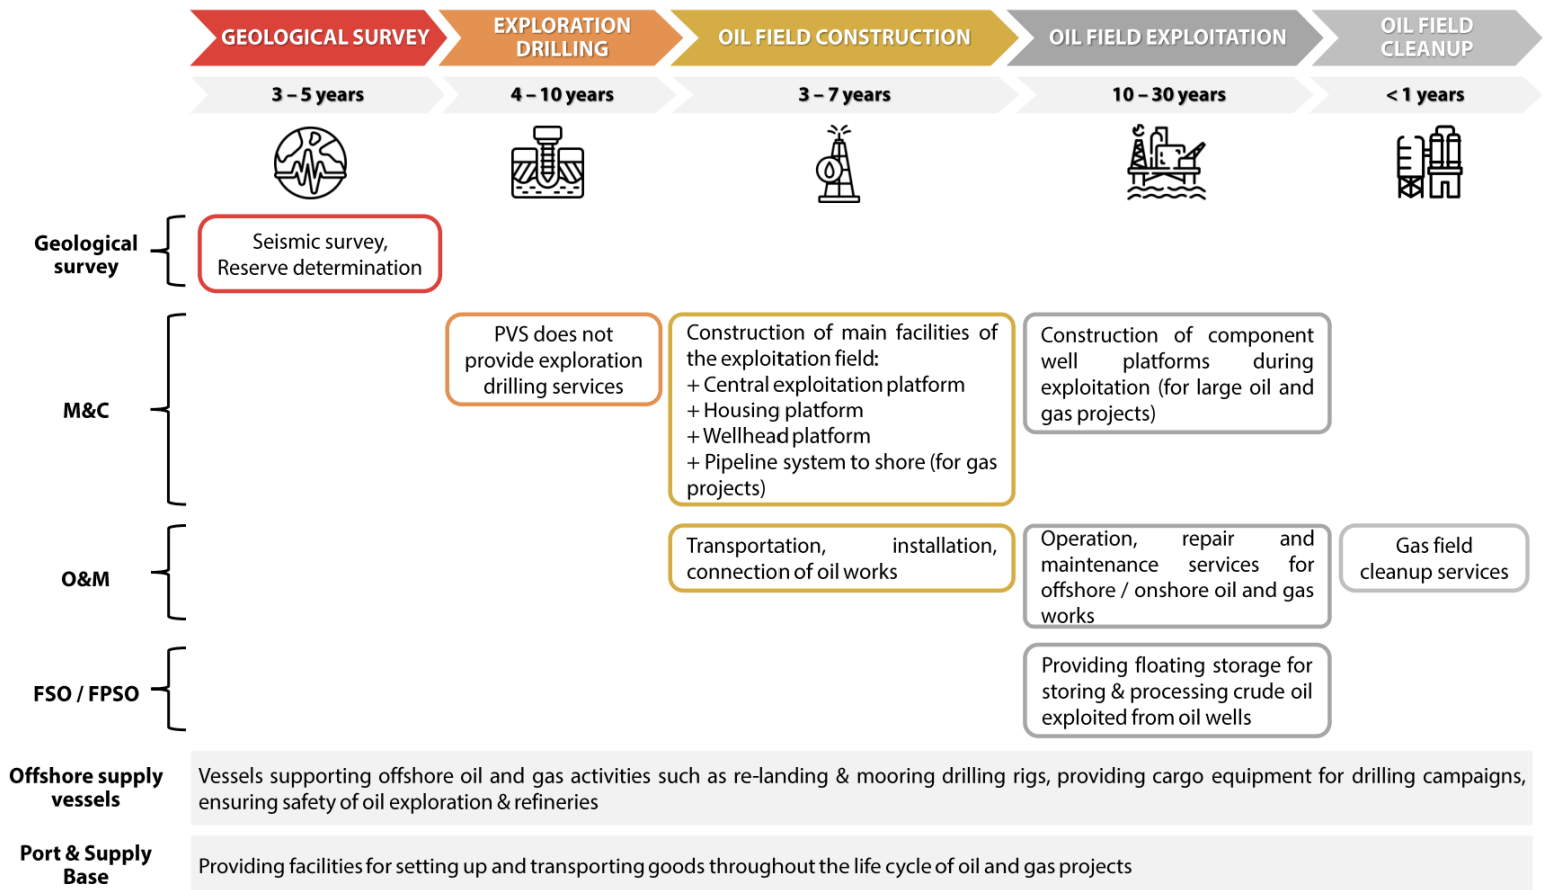 GEOLOGICAL SURVEY
EXPLORATION
DRILLING
OIL FIELD CONSTRUCTION
OIL FIELD EXPLOITATION
OIL FIELD
CLEANUP
3 – 5 years
4 – 10 years
3 – 7 years
10 – 30 years
< 1 years
Geological
survey
Seismic survey,
Reserve determination
M&C
PVS does not
provide exploration
drilling services
Construction of main facilities of
the exploitation field:
+ Central exploitation platform
+ Housing platform
+ Wellhead platform
+ Pipeline system to shore (for gas
projects)
Construction of component
well platforms during
exploitation (for large oil and
gas projects)
O&M
Transportation, installation,
connection of oil works
Operation, repair and
maintenance services for
offshore / onshore oil and gas
works
Gas field
cleanup services
FSO / FPSO
Providing floating storage for
storing & processing crude oil
exploited from oil wells
Offshore supply
vessels
Vessels supporting offshore oil and gas activities such as re-landing & mooring drilling rigs, providing cargo equipment for drilling campaigns,
ensuring safety of oil exploration & refineries
Port & Supply
Base
Providing facilities for setting up and transporting goods throughout the life cycle of oil and gas projects